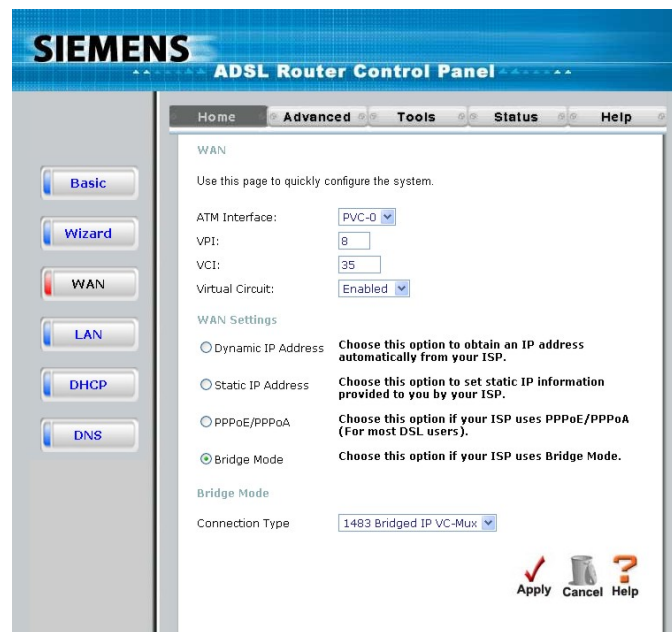 SIEMENS
ADSL Router Control Panel
Home Advanced Tools Status Help
Basic
Wizard
WAN
LAN
DHCP
DNS
WAN
Use this page to quickly configure the system.
ATM Interface: PVC-0
VPI: 8
VCI: 35
Virtual Circuit: Enabled
WAN Settings
Dynamic IP Address Choose this option to obtain an IP address
automatically from your ISP.
Static IP Address Choose this option to set static IP information
provided to you by your ISP.
PPPoE/PPPoA Choose this option if your ISP uses PPPoE/PPPoA
(For most DSL users).
Bridge Mode Choose this option if your ISP uses Bridge Mode.
Bridge Mode
Connection Type 1483 Bridged IP VC-Mux
Apply Cancel Help